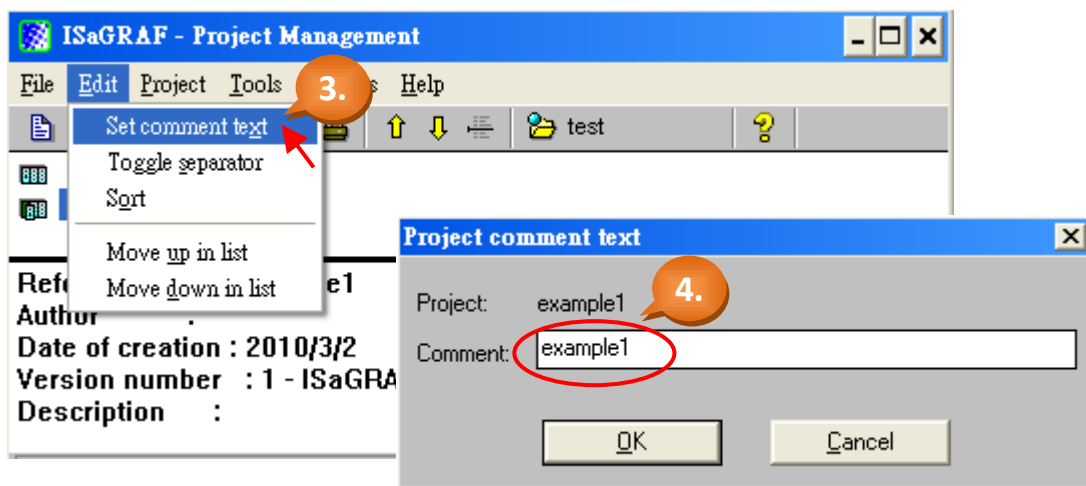 ISaGRAF - Project Management
File Edit Project Tools s Help
3.
Set comment text
test
Toggle separator
Sort
Move up in list
Move down in list
Project comment text
Refe e1
Author :
Date of creation : 2010/3/2
Version number : 1 - ISaGRA
Description :
Project: example1
4.
Comment: example1
OK Cancel